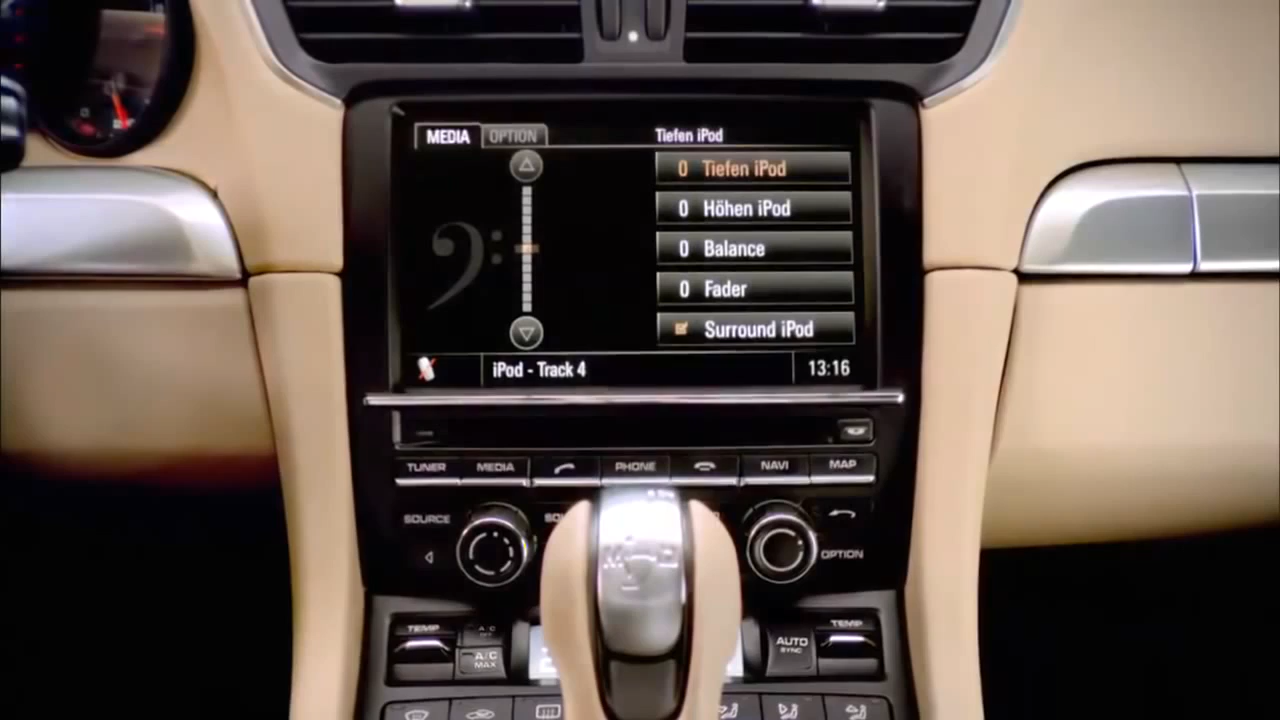 MEDIA OPTION
Tiefen iPod
0 Tiefen iPod
0 Höhen iPod
0 Balance
0 Fader
Surround iPod
iPod - Track 4
13:16
TUNER MEDIA PHONE NAVI MAP
SOURCE
OPTION
TEMP
A/C
OFF
A/C
MAX
AUTO
SYNC
TEMP